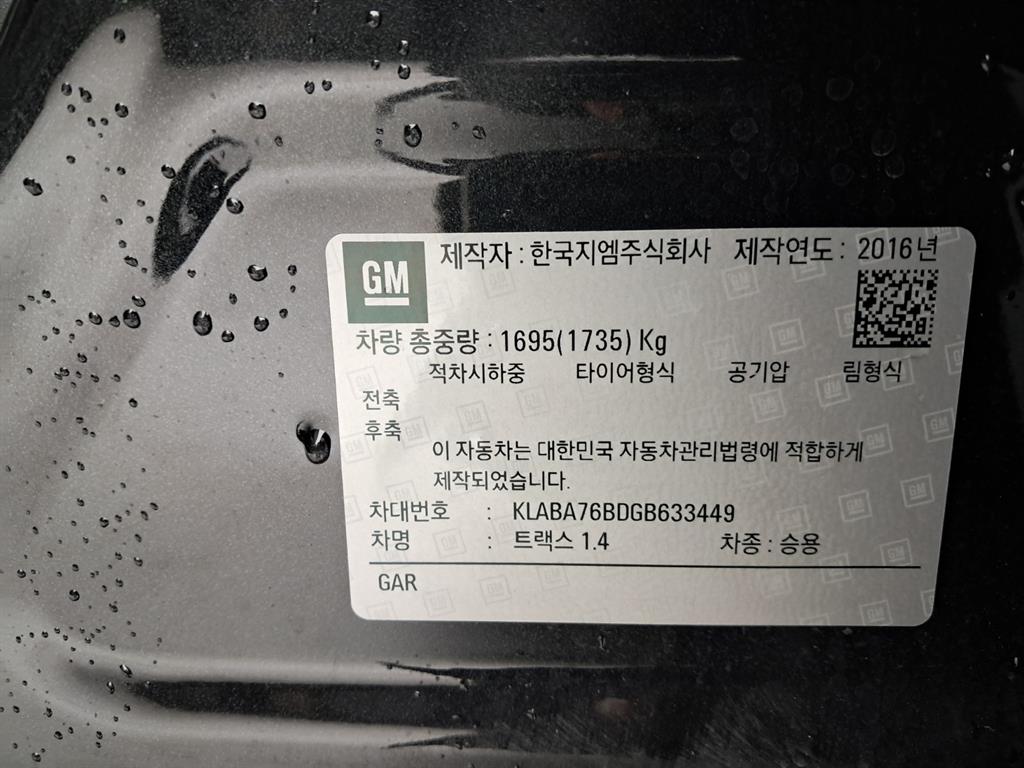 GM 제작자 : 한국지엠주식회사 제작연도 : 2016년
차량 총중량 : 1695(1735) Kg
적차시하중 타이어형식 공기압 림형식
전축
후축
이 자동차는 대한민국 자동차관리법령에 적합하게
제작되었습니다.
차대번호 : KLABA76BDGB633449
차명 : 트랙스 1.4 차종 : 승용
GAR